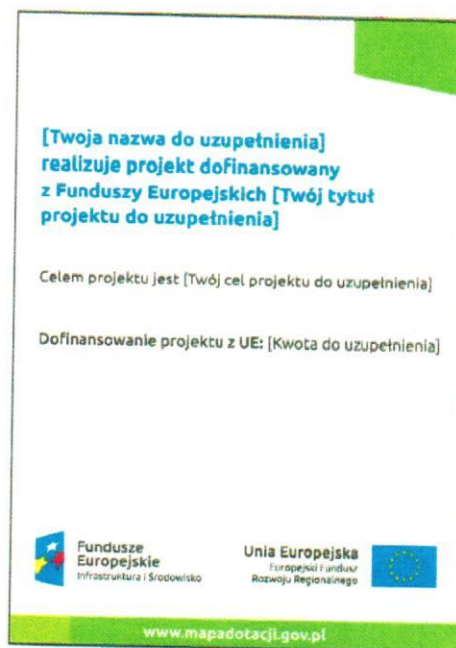 [Twoja nazwa do uzupełnienia]
realizuje projekt dofinansowany
z Funduszy Europejskich [Twój tytuł
projektu do uzupełnienia]
Celem projektu jest [Twój cel projektu do uzupełnienia]
Dofinansowanie projektu z UE: [Kwota do uzupełnienia]
Fundusze
Europejskie
Infrastruktura i Środowisko
Unia Europejska
Europejski Fundusz
Rozwoju Regionalnego
www.mapadotacji.gov.pl